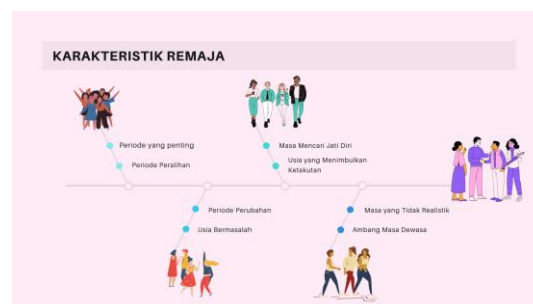 KARAKTERISTIK REMAJA
Periode yang penting
Periode Peralihan
Masa Mencari Jati Diri
Usia yang Menimbulkan
Ketakutan
Periode Perubahan
Usia Bermasalah
Masa yang Tidak Realistik
Ambang Masa Dewasa